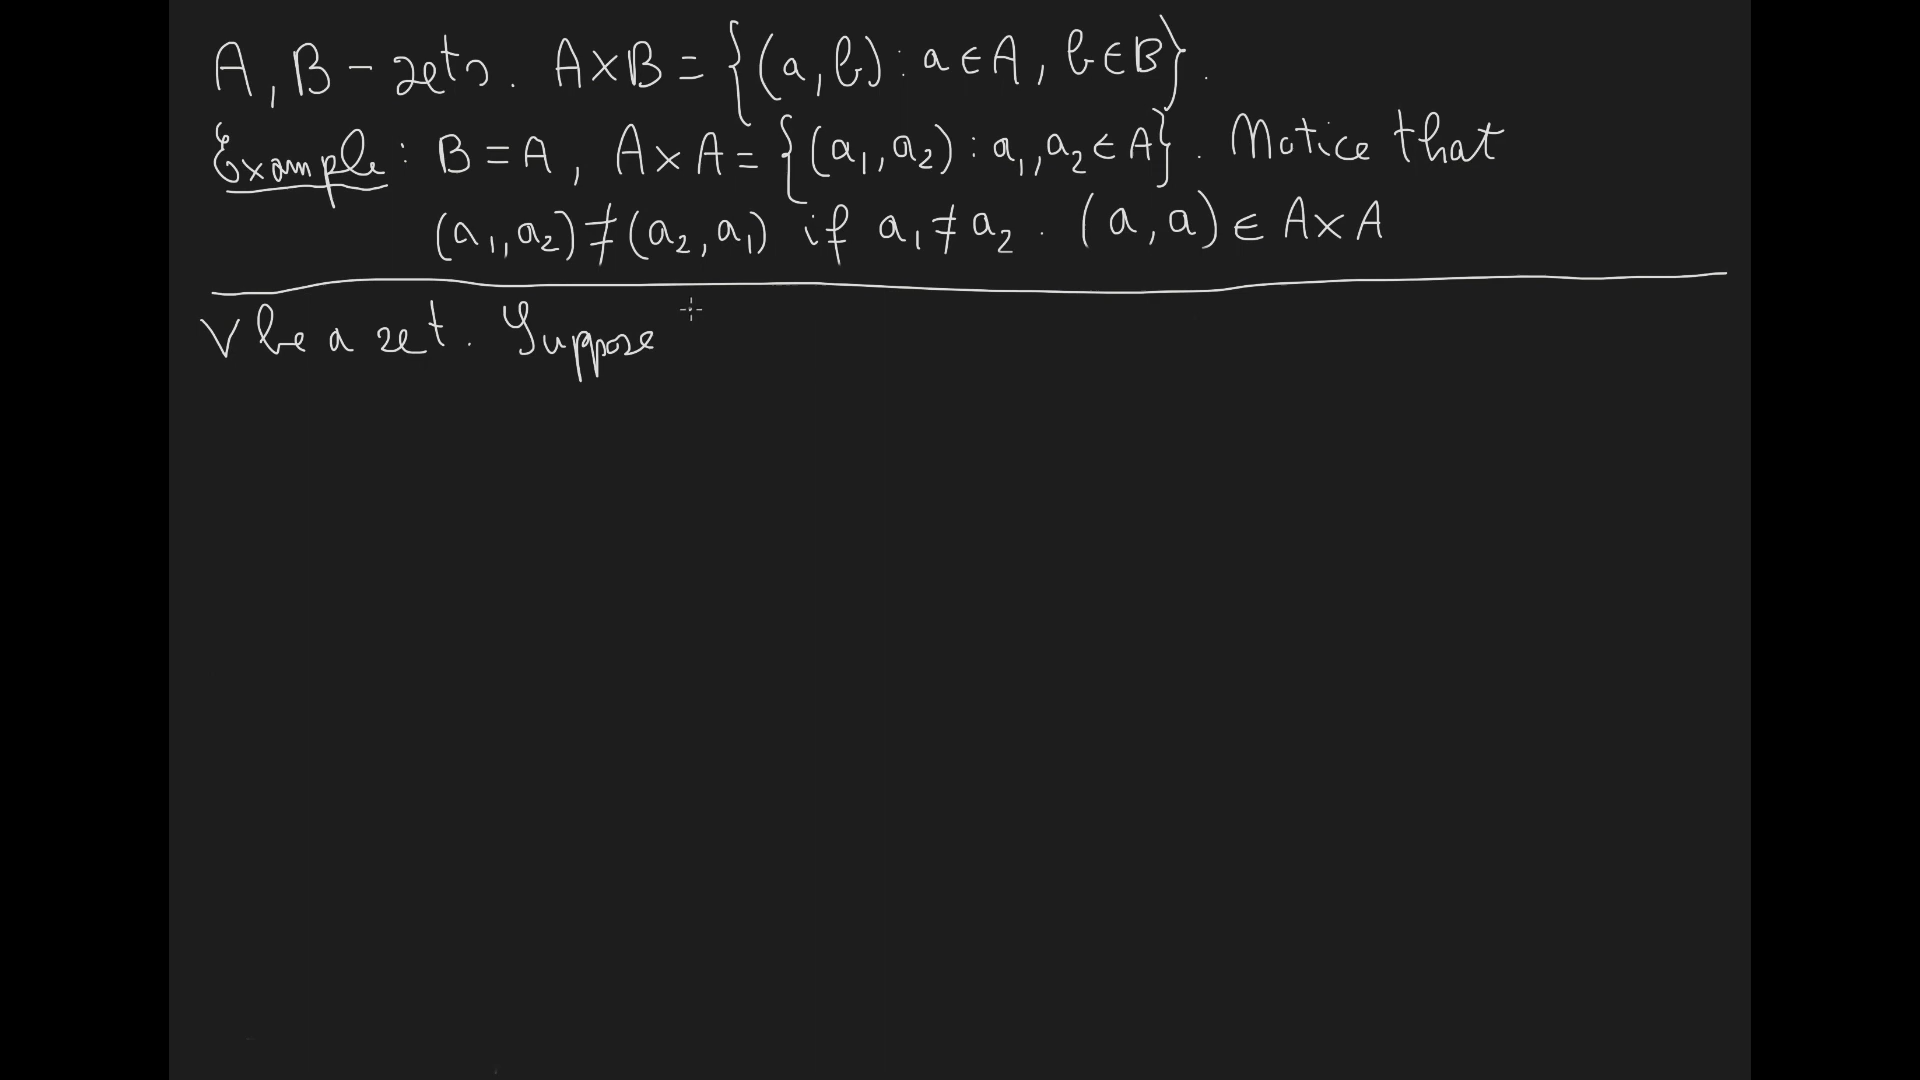 A, B - sets. A×B = {(a, b) : a ∈ A, b ∈ B}.
Example: B = A, A×A = {(a₁, a₂) : a₁, a₂ ∈ A}. Notice that
(a₁, a₂) ≠ (a₂, a₁) if a₁ ≠ a₂. (a, a) ∈ A×A
V be a set. Suppose